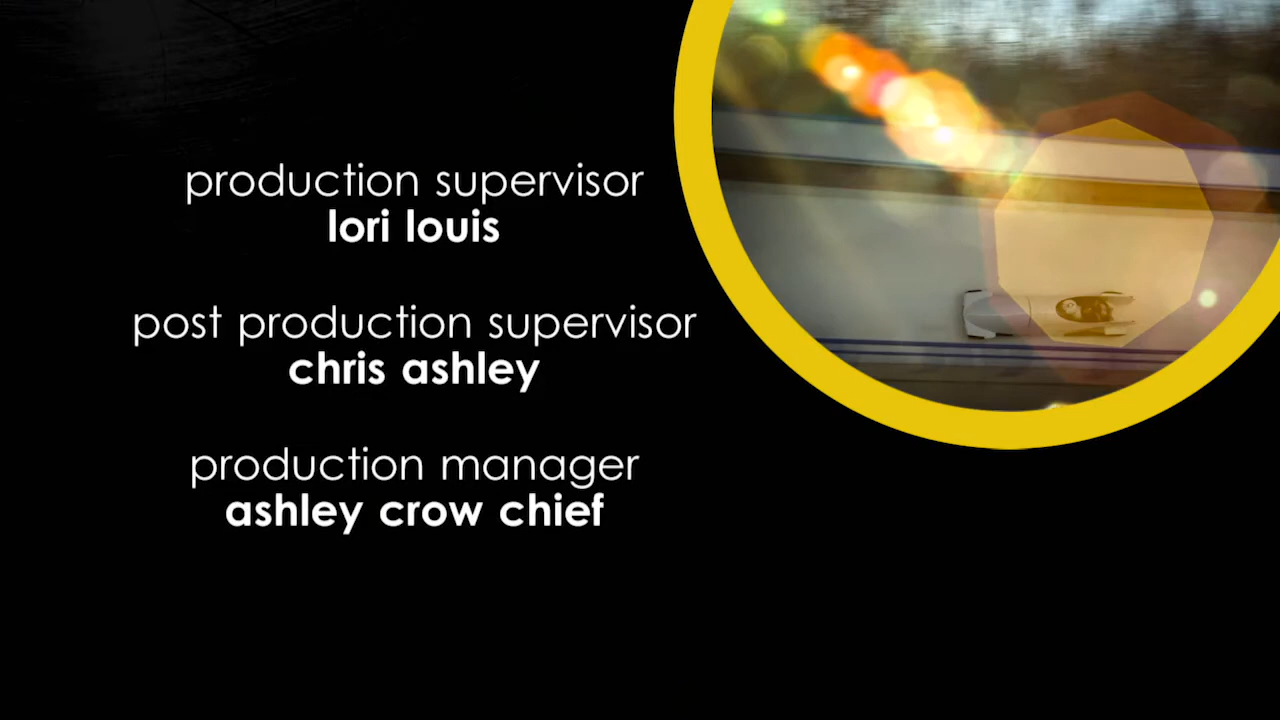 production supervisor
lori louis
post production supervisor
chris ashley
production manager
ashley crow chief